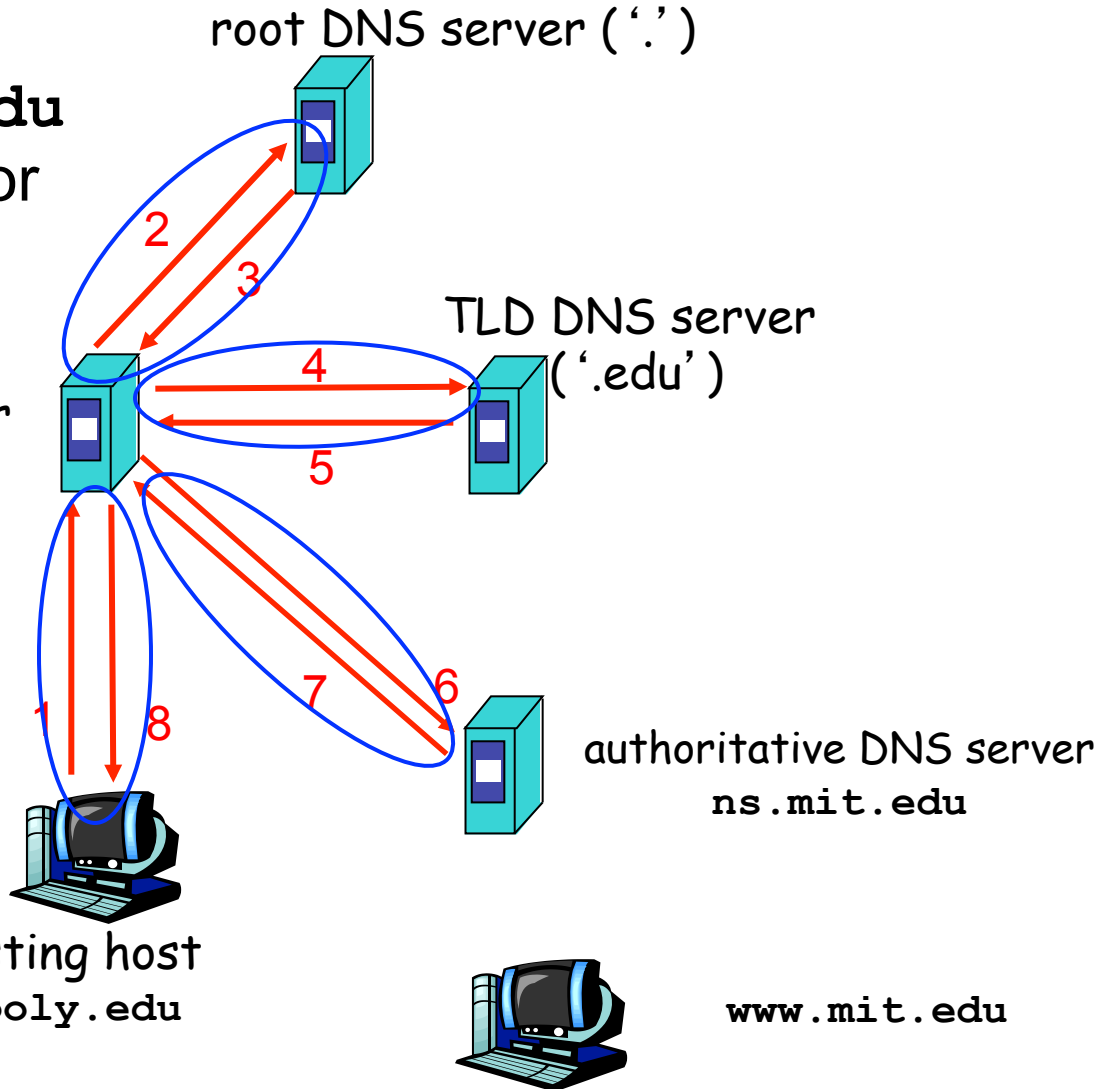 root DNS server ('.')
du
or
2
3
TLD DNS server
('.edu')
4
r
5
7
6
1
8
authoritative DNS server
ns.mit.edu
ting host
poly.edu
www.mit.edu